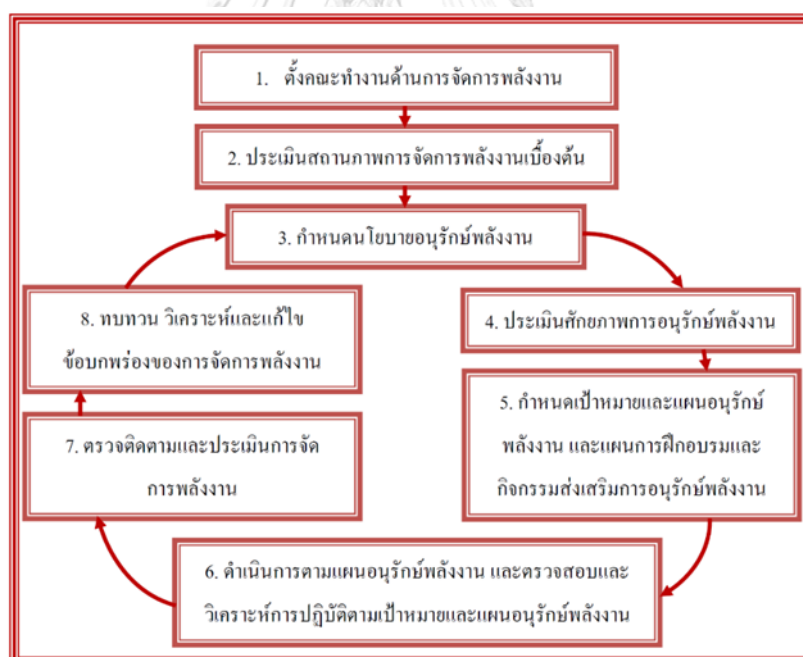 1. ตั้งคณะทำงานด้านการจัดการพลังงาน
2. ประเมินสถานภาพการจัดการพลังงานเบื้องต้น
3. กำหนดนโยบายอนุรักษ์พลังงาน
4. ประเมินศักยภาพการอนุรักษ์พลังงาน
5. กำหนดเป้าหมายและแผนอนุรักษ์
พลังงาน และแผนการฝึกอบรมและ
กิจกรรมส่งเสริมการอนุรักษ์พลังงาน
6. ดำเนินการตามแผนอนุรักษ์พลังงาน และตรวจสอบและ
วิเคราะห์การปฏิบัติตามเป้าหมายและแผนอนุรักษ์พลังงาน
7. ตรวจติดตามและประเมินการจัด
การพลังงาน
8. ทบทวน วิเคราะห์และแก้ไข
ข้อบกพร่องของการจัดการพลังงาน